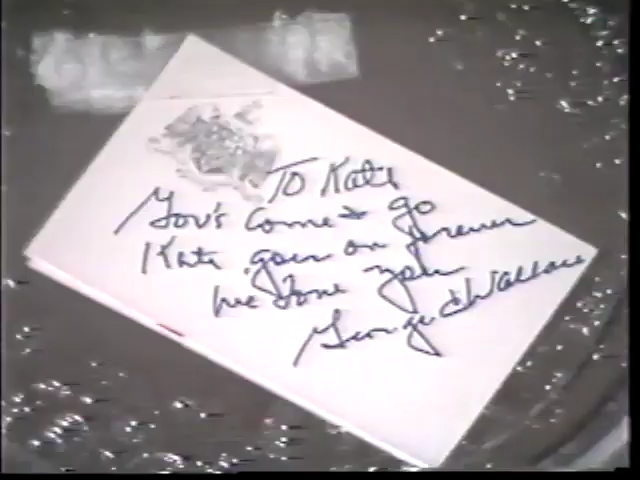 To Kate
Gov's Come & Go
Kate goes on forever
We Love you
George C Wallace